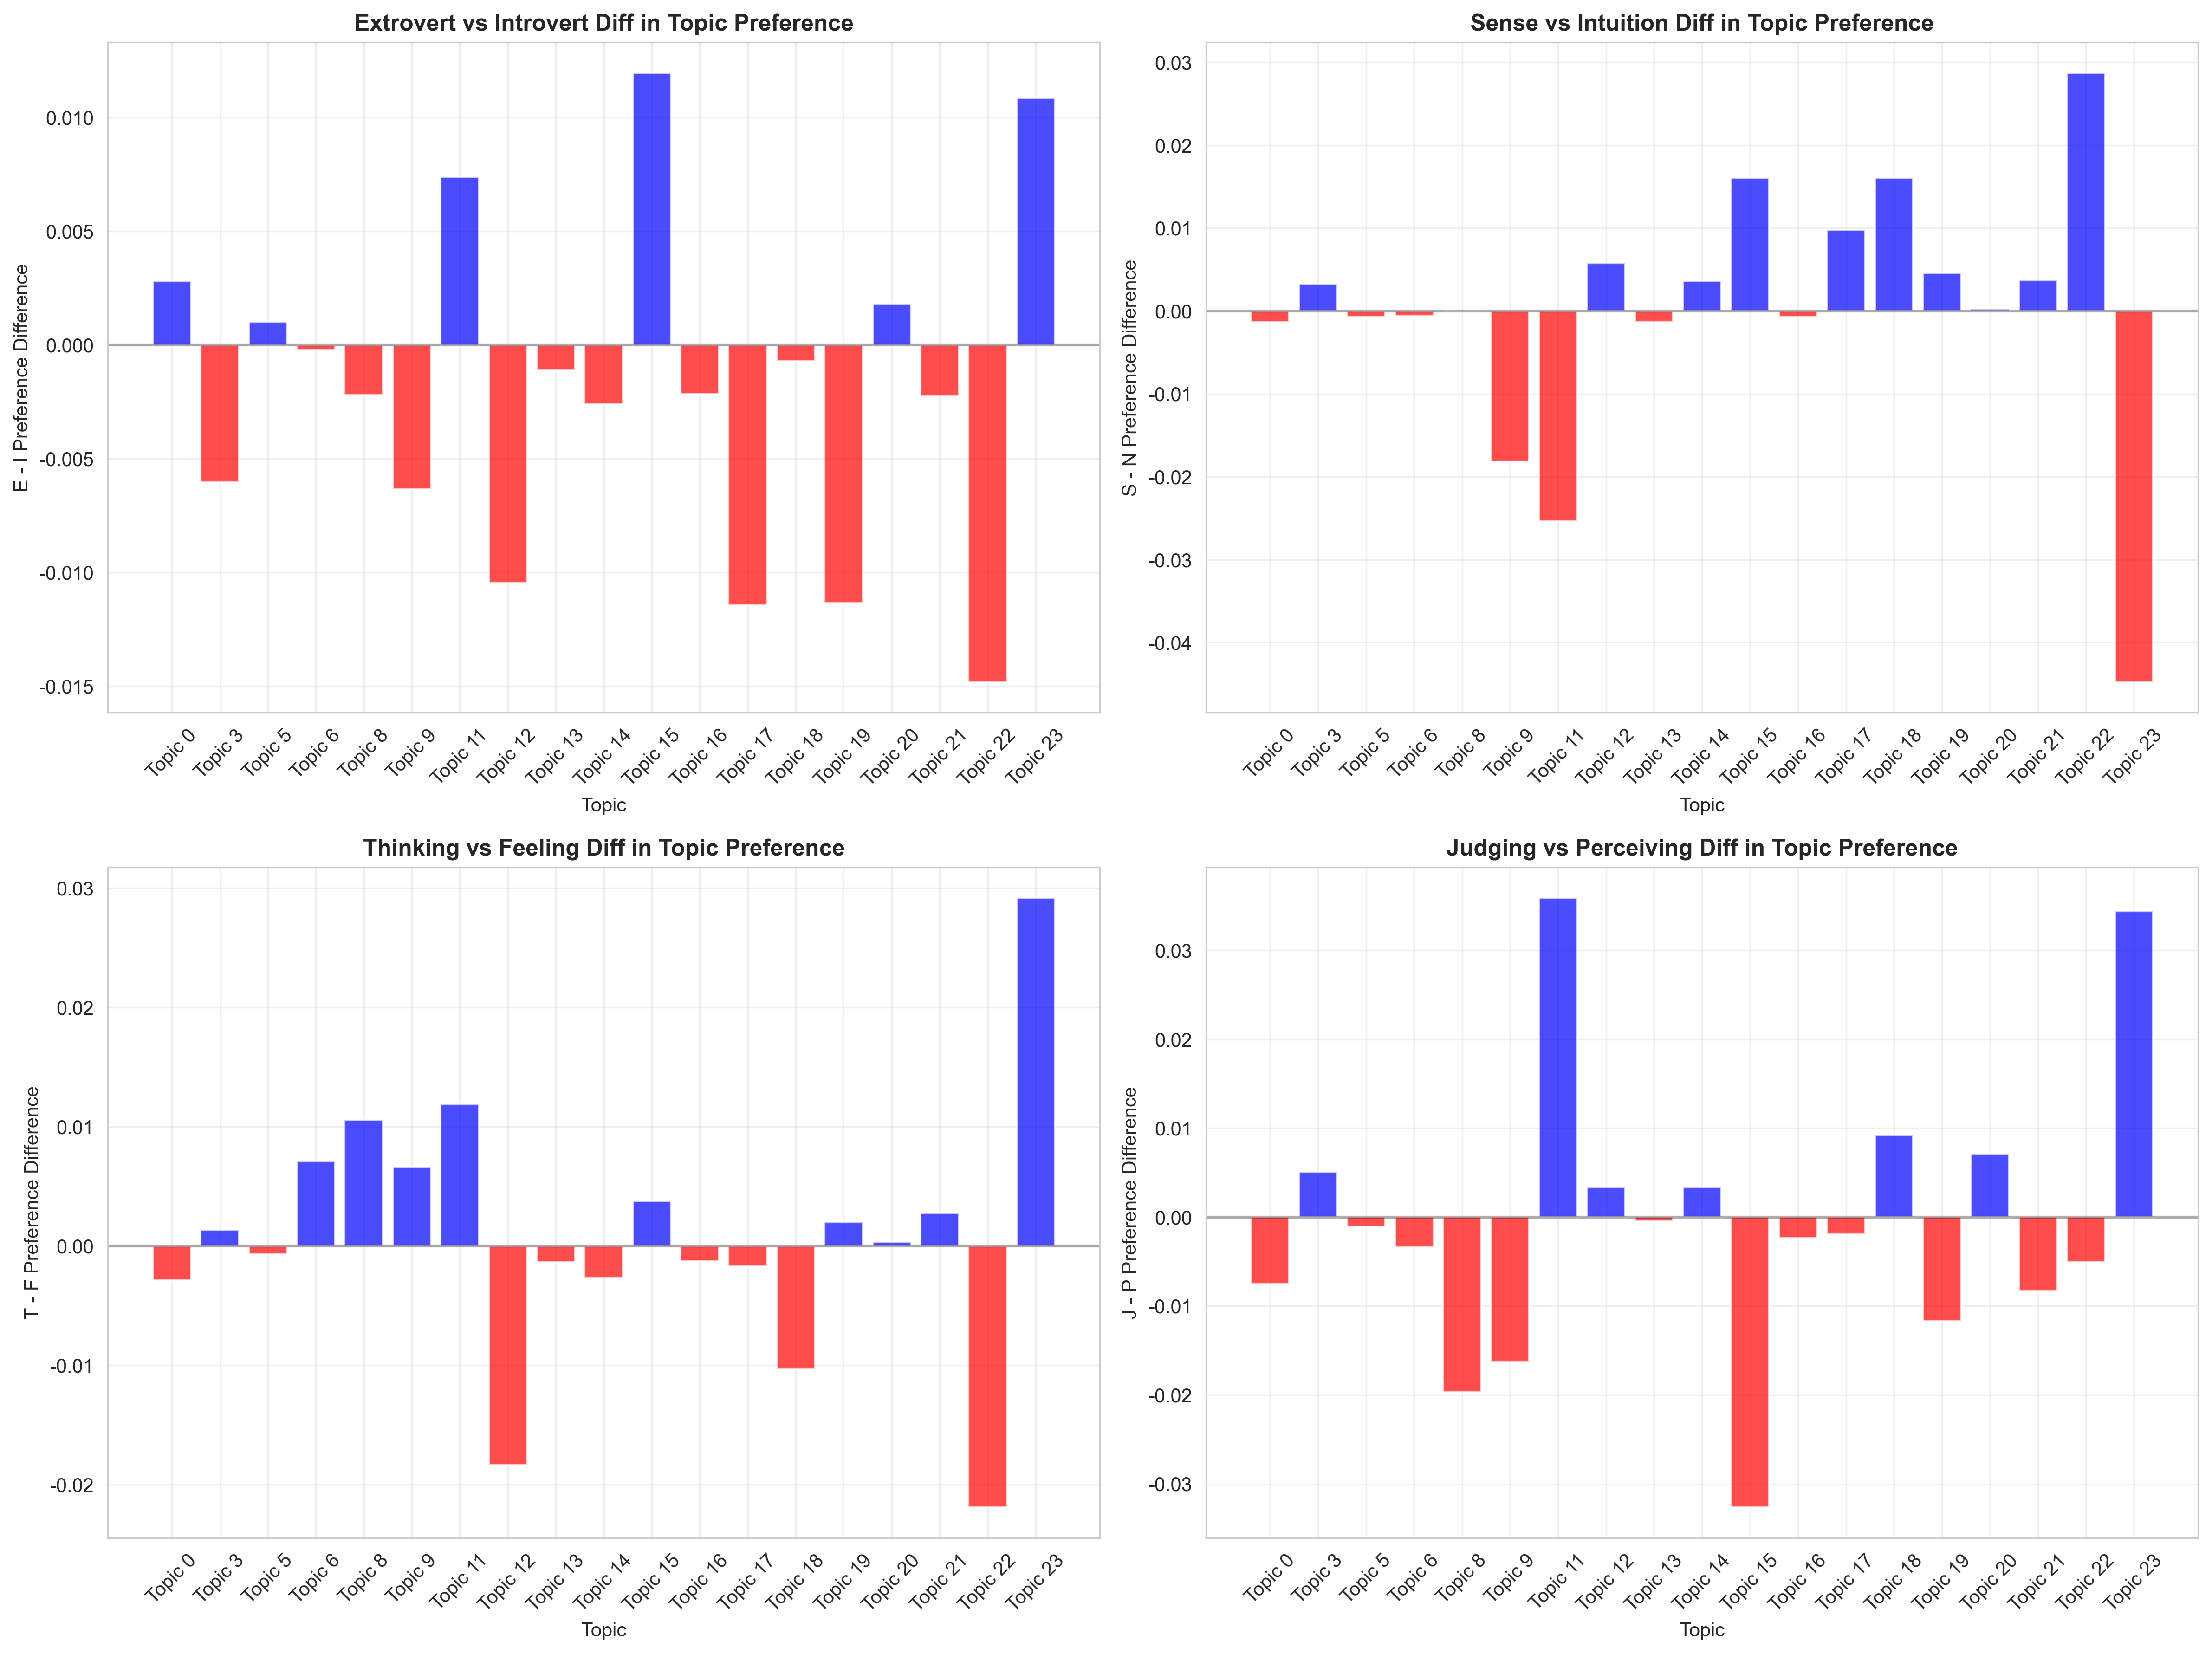 Extrovert vs Introvert Diff in Topic Preference
E - I Preference Difference
0.010
0.005
0.000
-0.005
-0.010
-0.015
Topic 0
Topic 3
Topic 5
Topic 6
Topic 8
Topic 9
Topic 11
Topic 12
Topic 13
Topic 14
Topic 15
Topic 16
Topic 17
Topic 18
Topic 19
Topic 20
Topic 21
Topic 22
Topic 23
Topic
Sense vs Intuition Diff in Topic Preference
S - N Preference Difference
0.03
0.02
0.01
0.00
-0.01
-0.02
-0.03
-0.04
Topic 0
Topic 3
Topic 5
Topic 6
Topic 8
Topic 9
Topic 11
Topic 12
Topic 13
Topic 14
Topic 15
Topic 16
Topic 17
Topic 18
Topic 19
Topic 20
Topic 21
Topic 22
Topic 23
Topic
Thinking vs Feeling Diff in Topic Preference
T - F Preference Difference
0.03
0.02
0.01
0.00
-0.01
-0.02
Topic 0
Topic 3
Topic 5
Topic 6
Topic 8
Topic 9
Topic 11
Topic 12
Topic 13
Topic 14
Topic 15
Topic 16
Topic 17
Topic 18
Topic 19
Topic 20
Topic 21
Topic 22
Topic 23
Topic
Judging vs Perceiving Diff in Topic Preference
J - P Preference Difference
0.03
0.02
0.01
0.00
-0.01
-0.02
-0.03
Topic 0
Topic 3
Topic 5
Topic 6
Topic 8
Topic 9
Topic 11
Topic 12
Topic 13
Topic 14
Topic 15
Topic 16
Topic 17
Topic 18
Topic 19
Topic 20
Topic 21
Topic 22
Topic 23
Topic